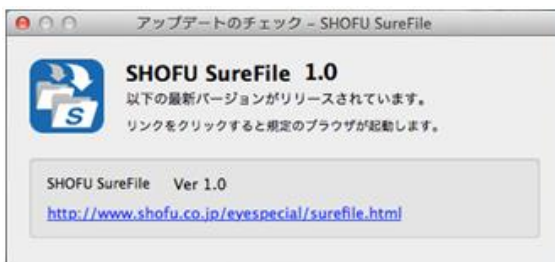 アップデートのチェック – SHOFU SureFile
SHOFU SureFile 1.0
以下の最新バージョンがリリースされています。
リンクをクリックすると規定のブラウザが起動します。
S
SHOFU SureFile Ver 1.0
http://www.shofu.co.jp/eyespecial/surefile.html